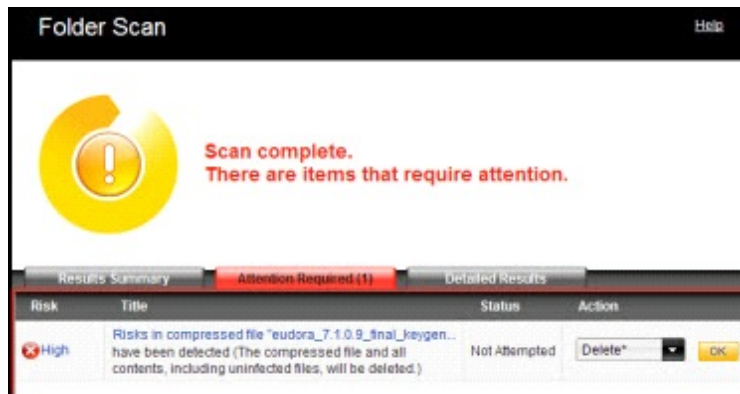 Folder Scan
Help
Scan complete.
There are items that require attention.
Results Summary
Attention Required (1)
Detailed Results
Risk Title Status Action
High
Risks in compressed file "eudora_7.1.0.9_final_keygen...
have been detected (The compressed file and all
contents, including uninfected files, will be deleted.)
Not Attempted
Delete*
OK